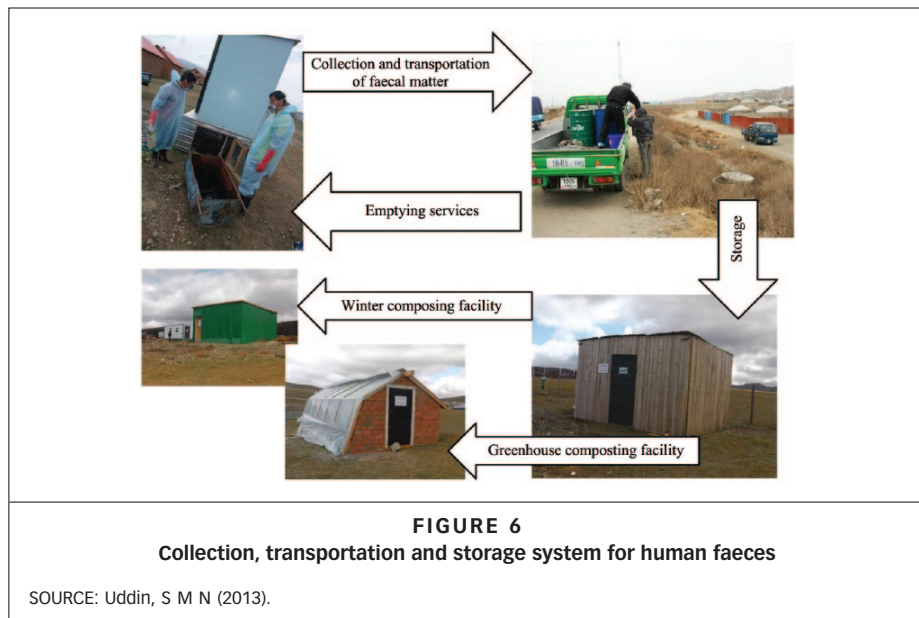 Collection and transportation
of faecal matter
Emptying services
Storage
Winter composing facility
Greenhouse composting facility
FIGURE 6
Collection, transportation and storage system for human faeces
SOURCE: Uddin, S M N (2013).